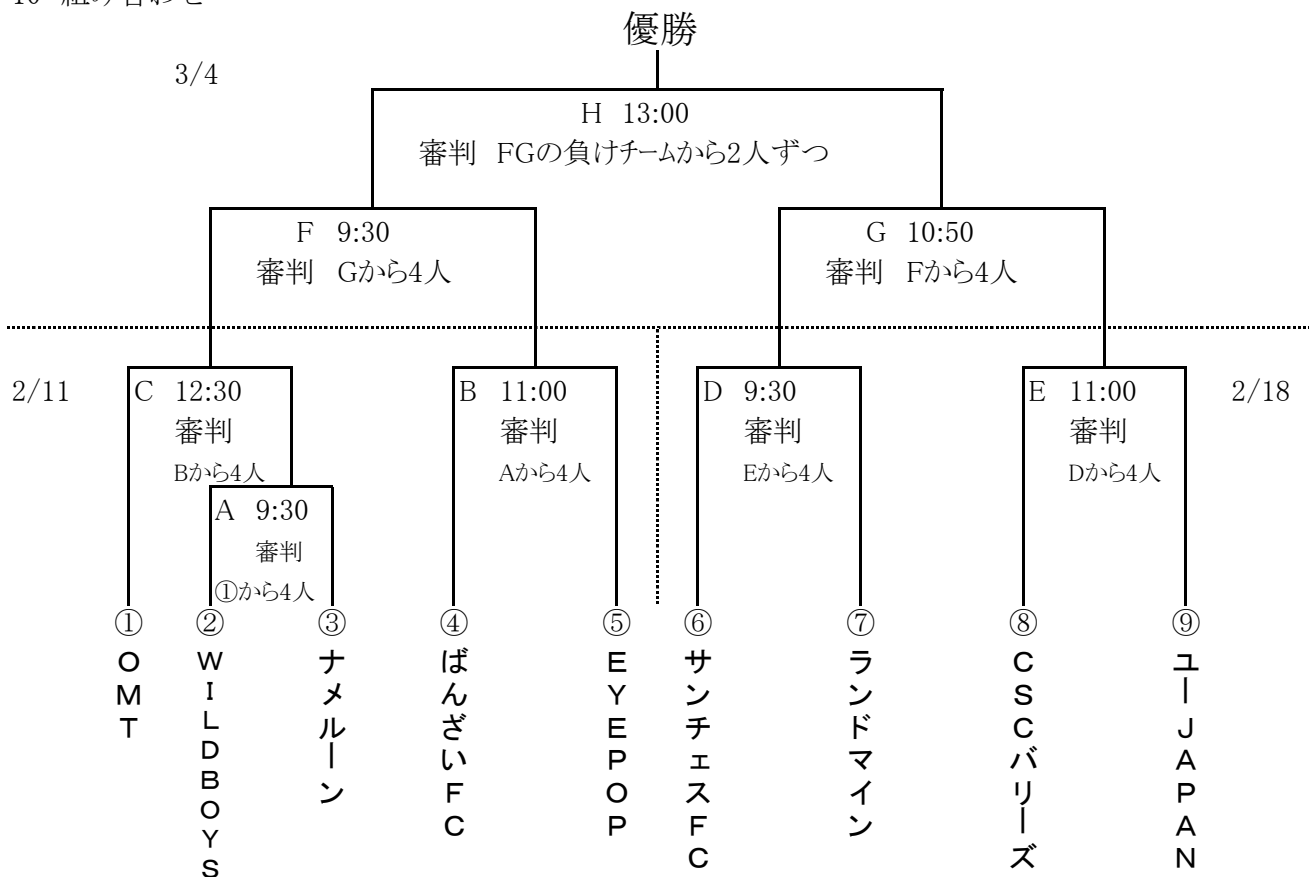 優勝
3/4
H 13:00
審判 FGの負けチームから2人ずつ
F 9:30
審判 Gから4人
G 10:50
審判 Fから4人
2/11
C 12:30
審判
Bから4人
B 11:00
審判
Aから4人
D 9:30
審判
Eから4人
E 11:00
審判
Dから4人
2/18
A 9:30
審判
①から4人
① OMT
② WILDBOYS
③ ナメルーン
④ ばんざいFC
⑤ EYEPOP
⑥ サンチェスFC
⑦ ランドマイン
⑧ CSCバリーズ
⑨ ユーJAPAN